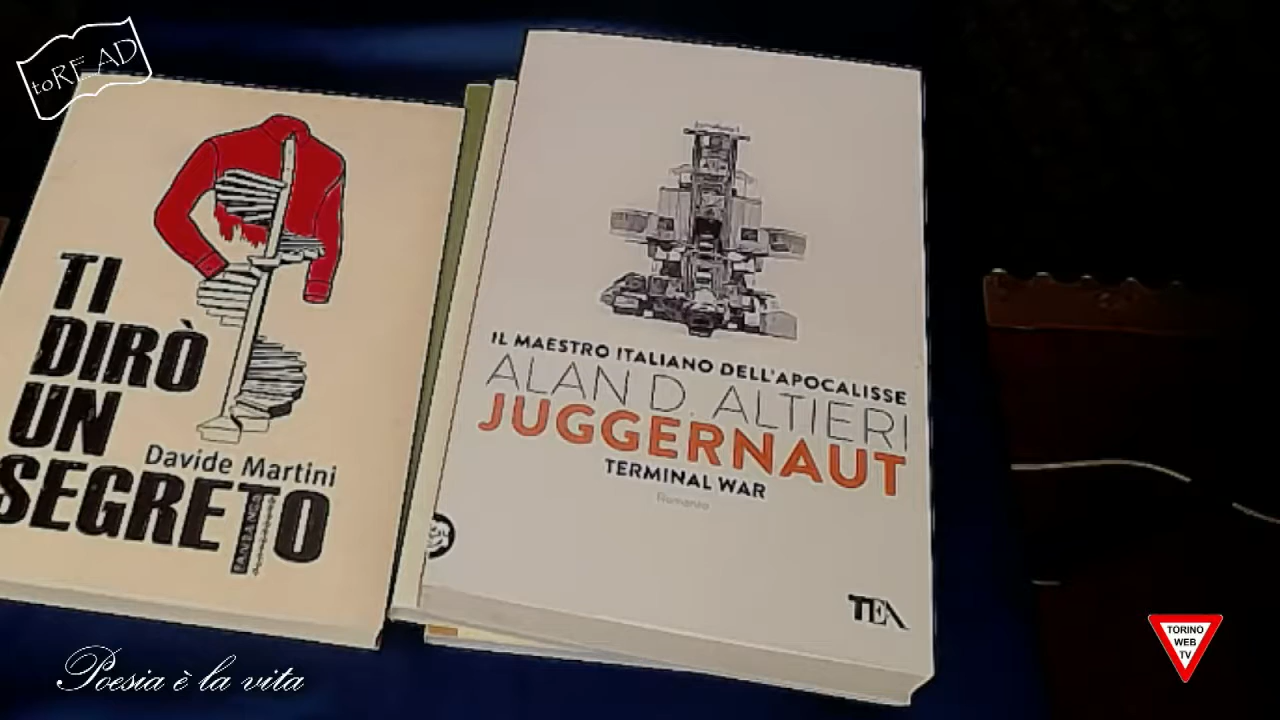 toREAD
TI
DIRÒ
UN
SEGRETO
Davide Martini
FANDANGO
IL MAESTRO ITALIANO DELL'APOCALISSE
ALAN D. ALTIERI
JUGGERNAUT
TERMINAL WAR
Romanzo
TEA
Poesia è la vita
TORINO
WEB
TV